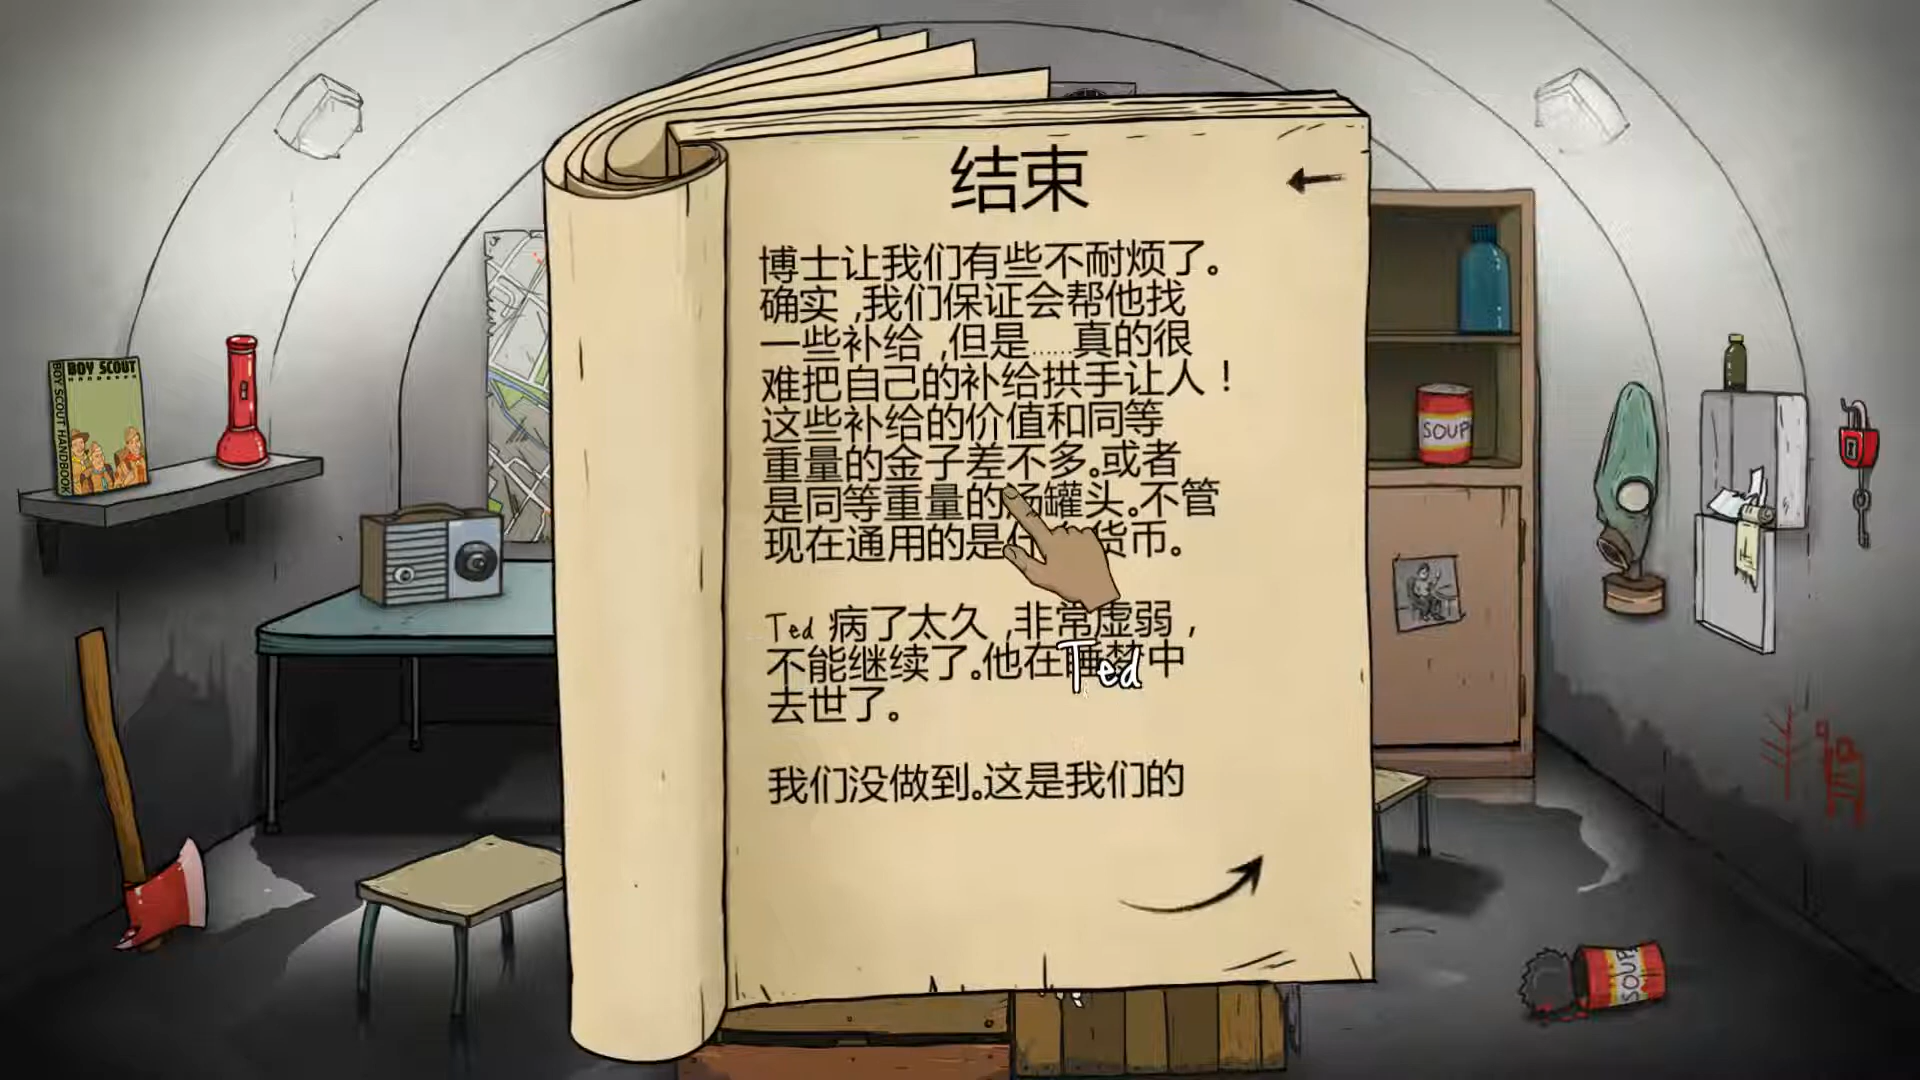 结束
博士让我们有些不耐烦了。
确实,我们保证会帮他找
一些补给,但是……真的很
难把自己的补给拱手让人！
这些补给的价值和同等
重量的金子差不多。或者
是同等重量的汤罐头。不管
现在通用的是什么货币。
Ted 病了太久,非常虚弱,
不能继续了。他在睡梦中
去世了。
我们没做到。这是我们的
Ted
BOY SCOUT
HANDBOOK
BOY SCOUT HANDBOOK
SOUP
SOUP